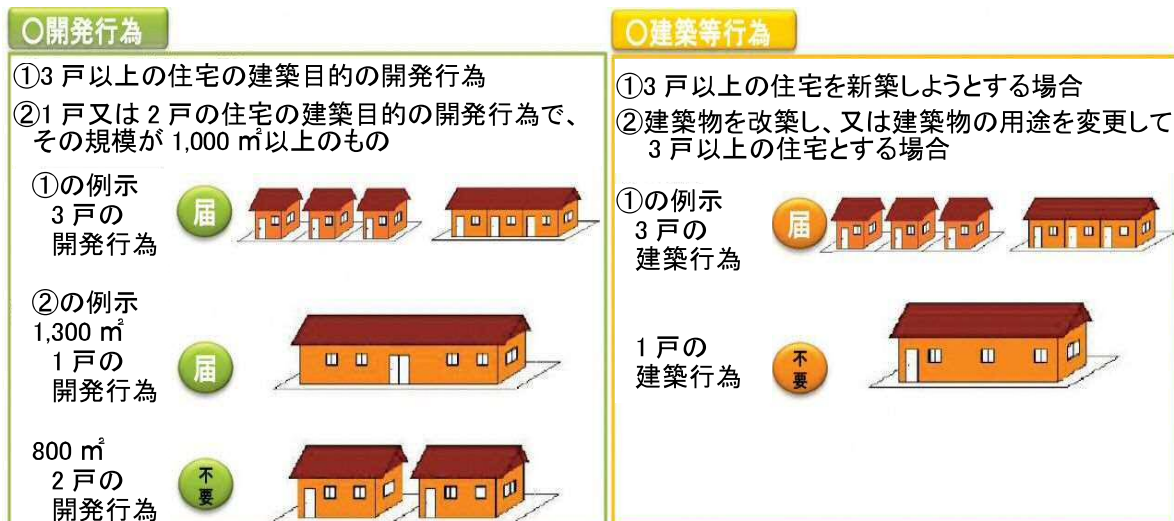 〇開発行為
①3戸以上の住宅の建築目的の開発行為
②1戸又は2戸の住宅の建築目的の開発行為で、
その規模が1,000㎡以上のもの
①の例示
3戸の
開発行為
届
②の例示
1,300㎡
1戸の
開発行為
届
800㎡
2戸の
開発行為
不要
〇建築等行為
①3戸以上の住宅を新築しようとする場合
②建築物を改築し、又は建築物の用途を変更して
3戸以上の住宅とする場合
①の例示
3戸の
建築行為
届
1戸の
建築行為
不要